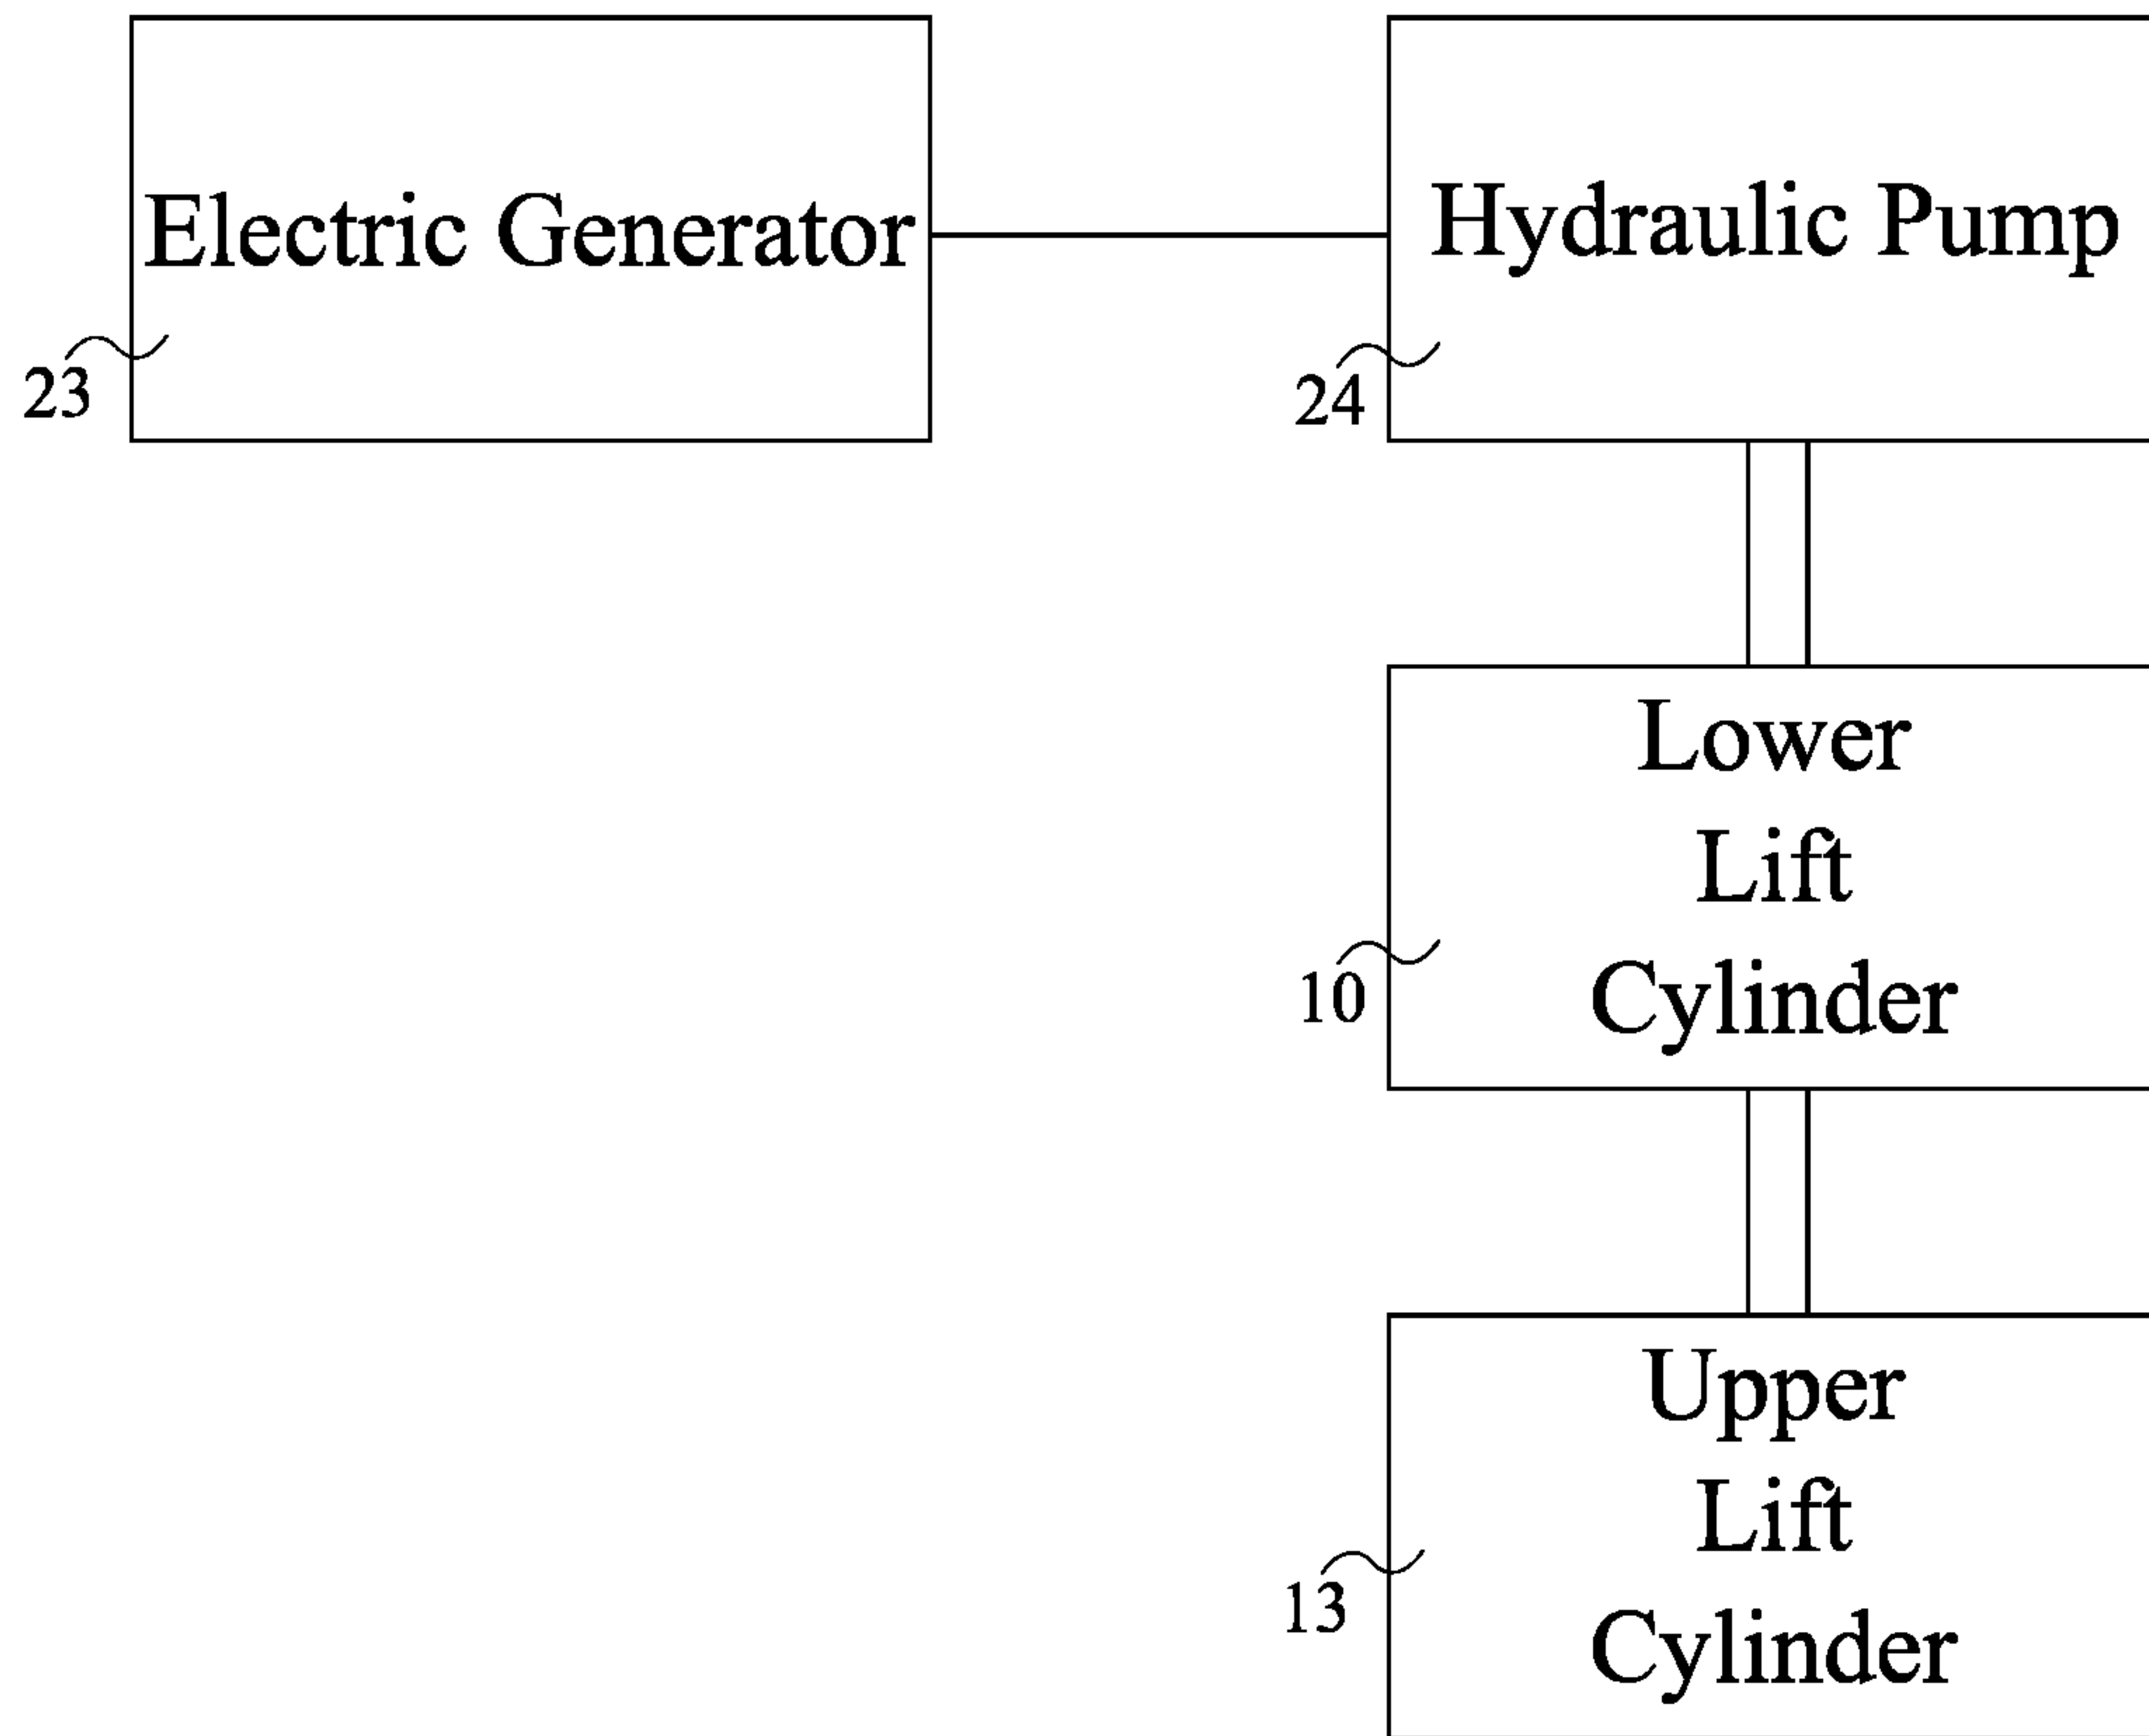 Electric Generator
23
Hydraulic Pump
24
Lower
Lift
Cylinder
10
Upper
Lift
Cylinder
13